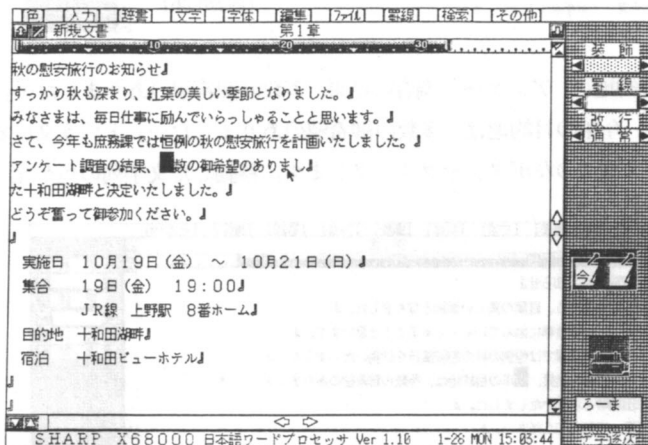 [色] [入力] [辞書] [文字] [字体] [編集] [ファイル] [罫線] [検索] [その他]
新規文書 第1章
10 20 30
秋の慰安旅行のお知らせ
すっかり秋も深まり、紅葉の美しい季節となりました。
みなさまは、毎日仕事に励んでいらっしゃることと思います。
さて、今年も庶務課では恒例の秋の慰安旅行を計画いたしました。
アンケート調査の結果、 数の御希望のありまし
た十和田湖畔と決定いたしました。
どうぞ奮って御参加ください。
実施日 10月19日(金) ~ 10月21日(日)
集合 19日(金) 19:00
JR線 上野駅 8番ホーム
目的地 十和田湖畔
宿泊 十和田ビューホテル
装飾
罫線
改行
通常
今
ろーま
SHARP X68000 日本語ワードプロセッサ Ver 1.10 1-28 MON 15:03:44